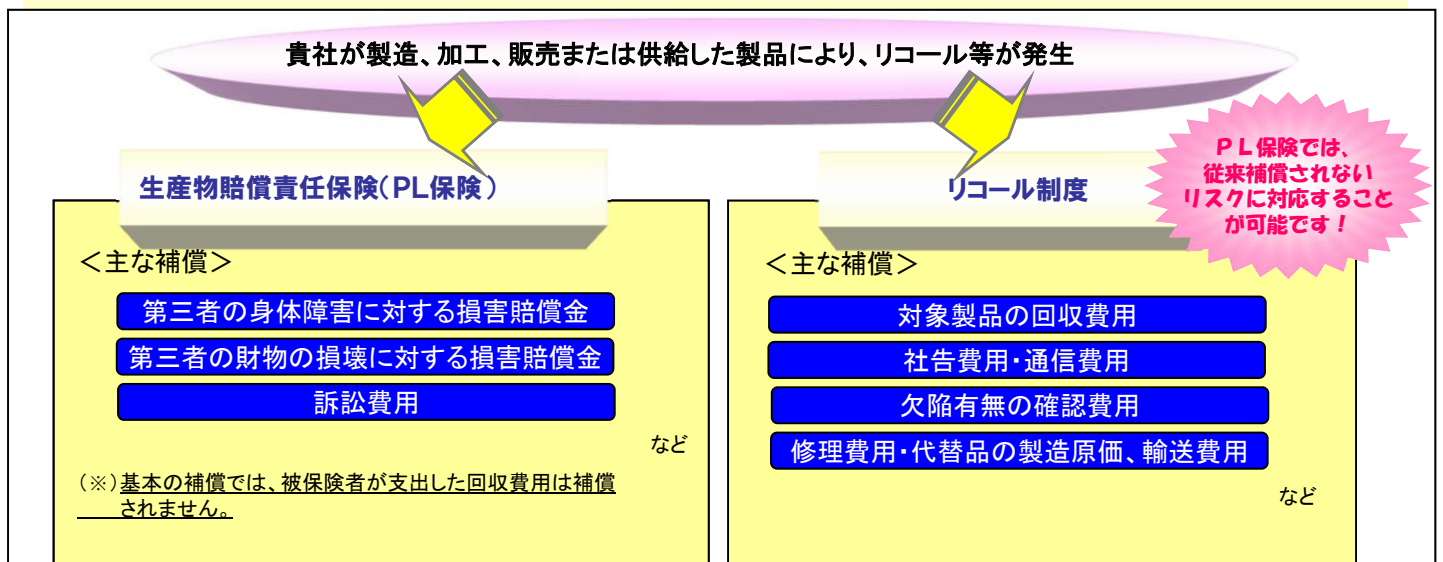 貴社が製造、加工、販売または供給した製品により、リコール等が発生
生産物賠償責任保険(PL保険)
<主な補償>
第三者の身体障害に対する損害賠償金
第三者の財物の損壊に対する損害賠償金
訴訟費用
など
(※)基本の補償では、被保険者が支出した回収費用は補償
されません。
リコール制度
PL保険では、
従来補償されない
リスクに対応すること
が可能です!
<主な補償>
対象製品の回収費用
社告費用・通信費用
欠陥有無の確認費用
修理費用・代替品の製造原価、輸送費用
など